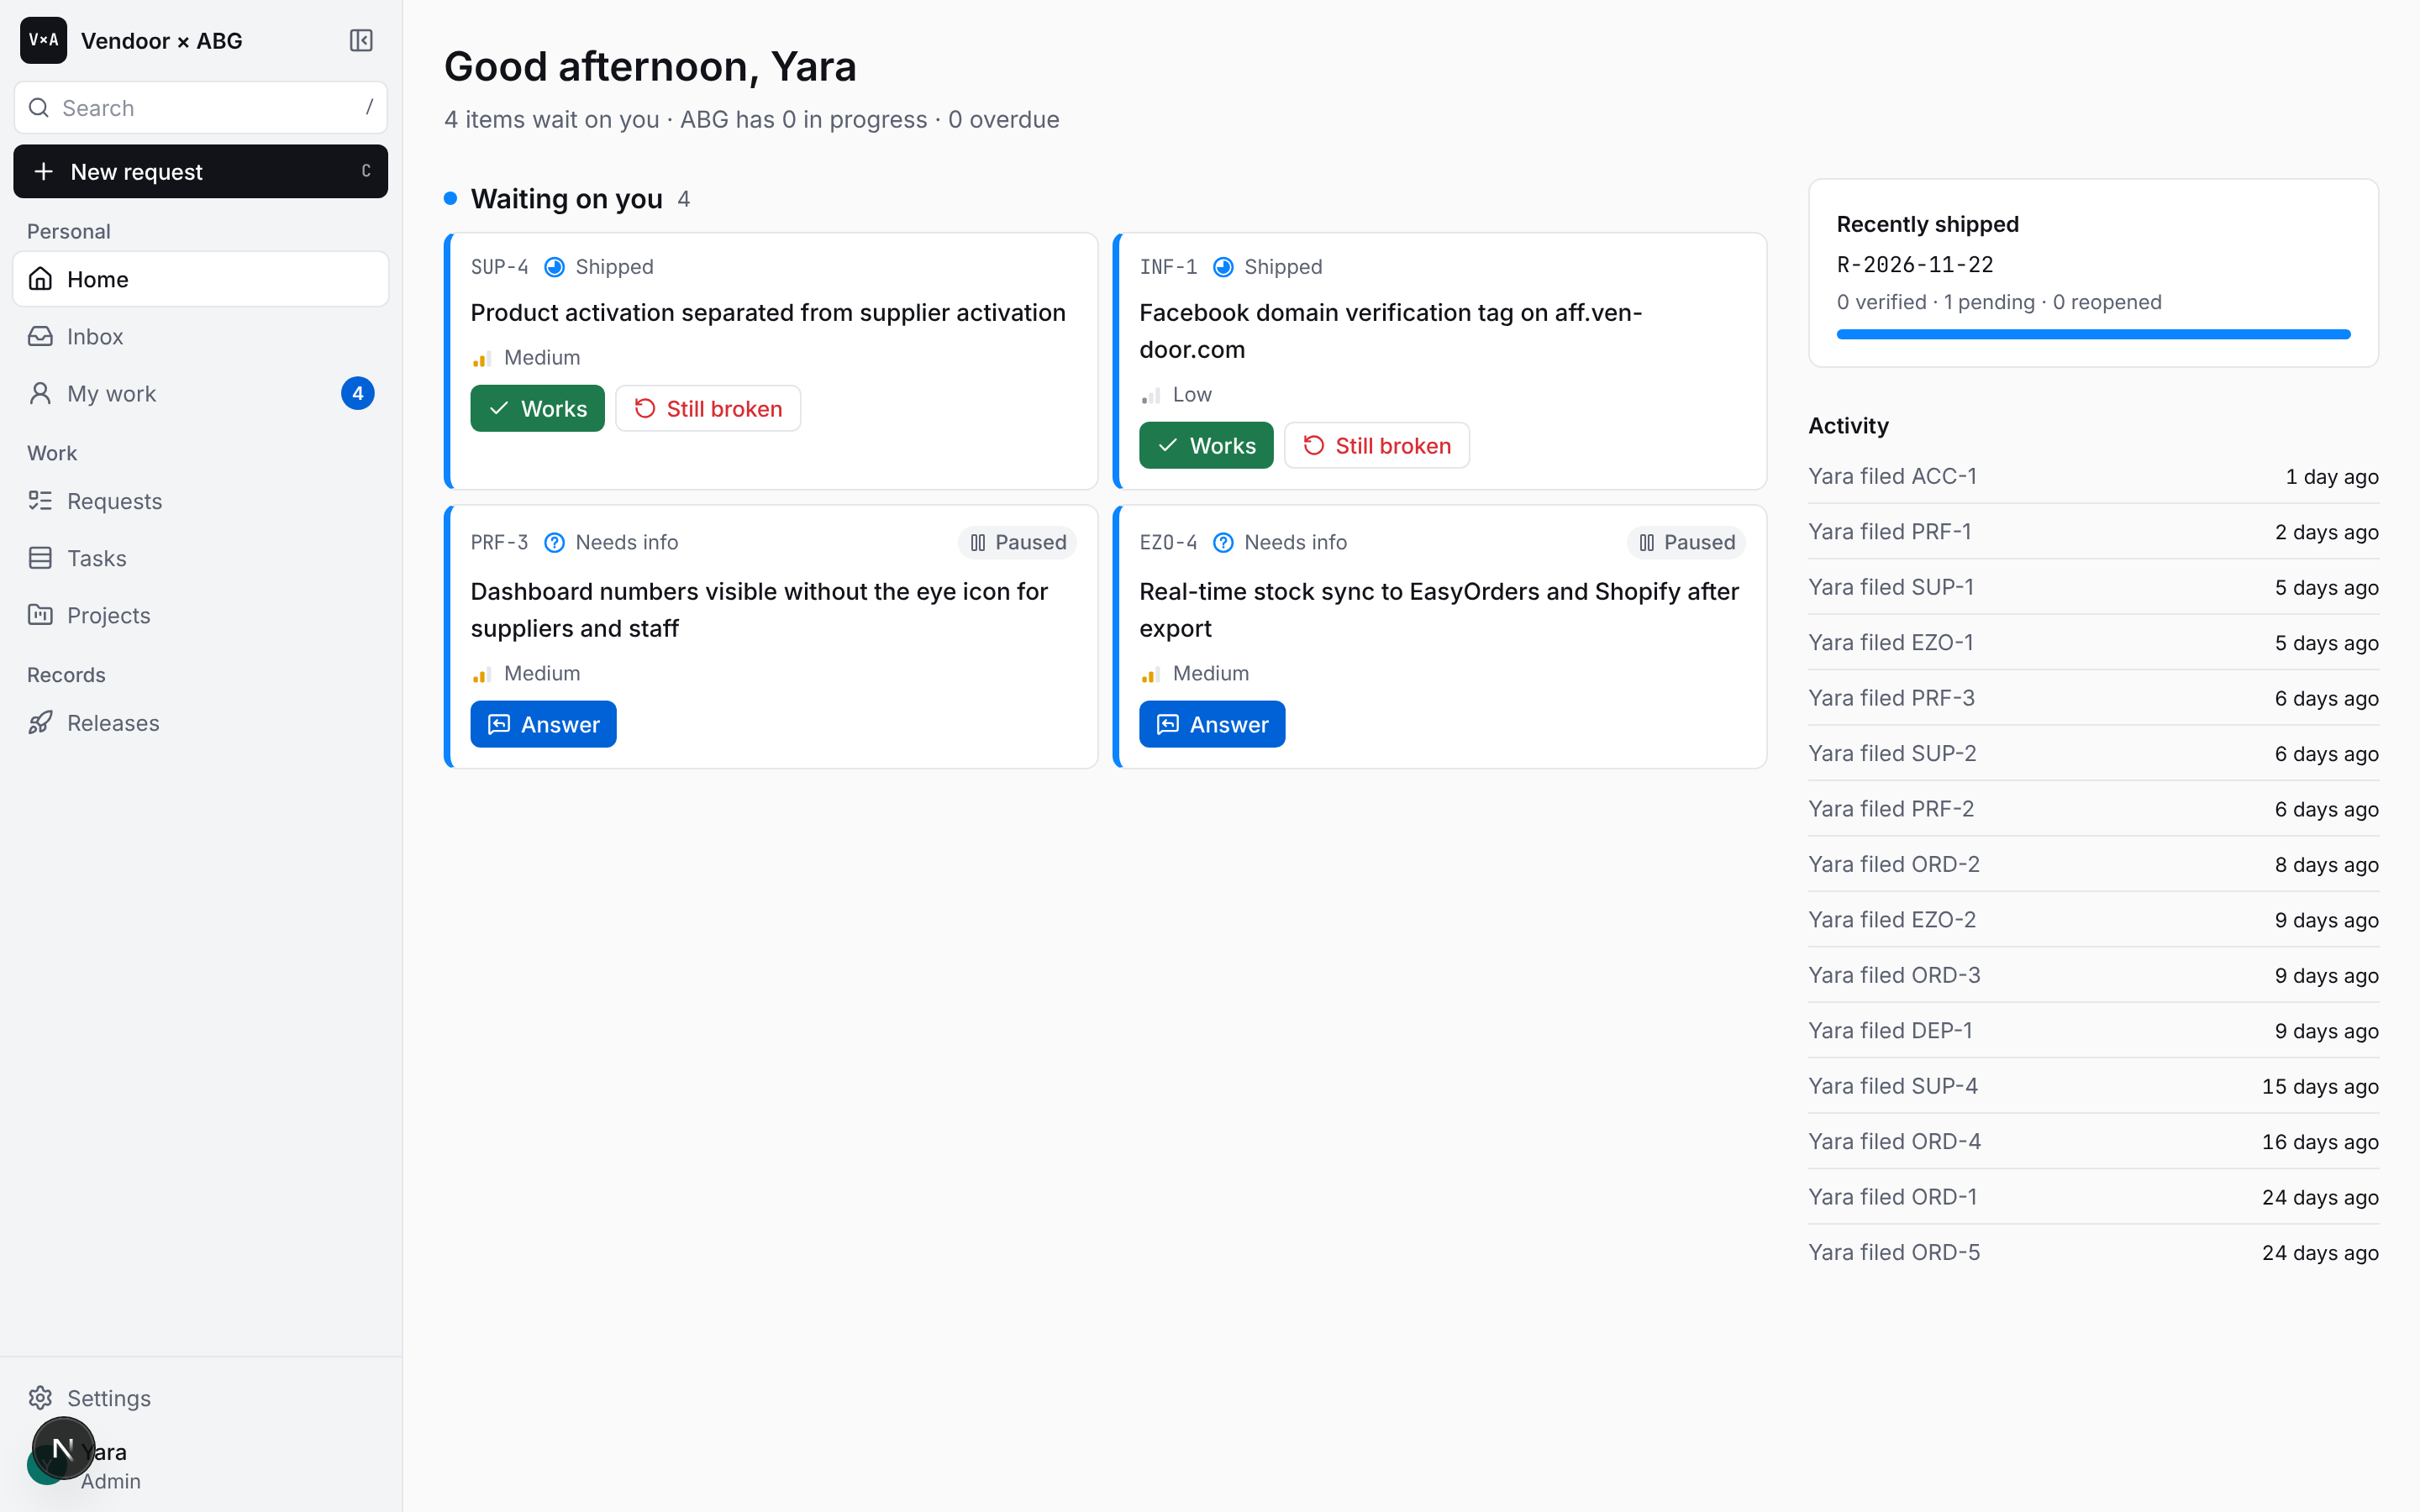 V×A
Vendoor × ABG
Search /
New request C
Personal
Home
Inbox
My work 4
Work
Requests
Tasks
Projects
Records
Releases
Settings
N
Yara
Admin
Good afternoon, Yara
4 items wait on you · ABG has 0 in progress · 0 overdue
Waiting on you 4
SUP-4 Shipped
Product activation separated from supplier activation
Medium
Works Still broken
INF-1 Shipped
Facebook domain verification tag on aff.ven-
door.com
Low
Works Still broken
PRF-3 Needs info Paused
Dashboard numbers visible without the eye icon for
suppliers and staff
Medium
Answer
EZO-4 Needs info Paused
Real-time stock sync to EasyOrders and Shopify after
export
Medium
Answer
Recently shipped
R-2026-11-22
0 verified · 1 pending · 0 reopened
Activity
Yara filed ACC-1 1 day ago
Yara filed PRF-1 2 days ago
Yara filed SUP-1 5 days ago
Yara filed EZO-1 5 days ago
Yara filed PRF-3 6 days ago
Yara filed SUP-2 6 days ago
Yara filed PRF-2 6 days ago
Yara filed ORD-2 8 days ago
Yara filed EZO-2 9 days ago
Yara filed ORD-3 9 days ago
Yara filed DEP-1 9 days ago
Yara filed SUP-4 15 days ago
Yara filed ORD-4 16 days ago
Yara filed ORD-1 24 days ago
Yara filed ORD-5 24 days ago